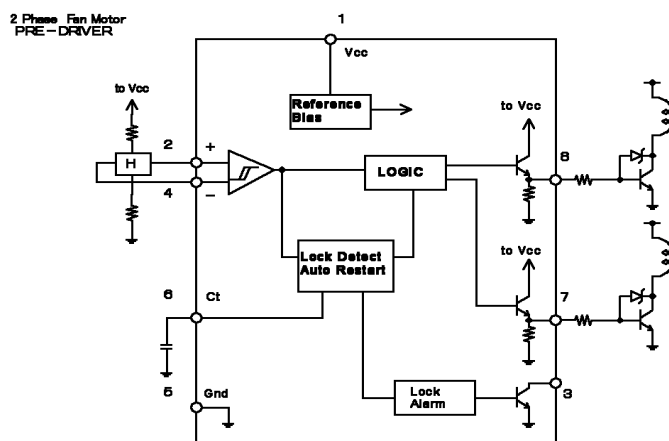 2 Phase Fan Motor
PRE-DRIVER
1
Vcc
to Vcc
Reference
Bias
to Vcc
2
+
H
4
-
LOGIC
8
Lock Detect
Auto Restart
to Vcc
6
Ct
7
5
Gnd
Lock
Alarm
3